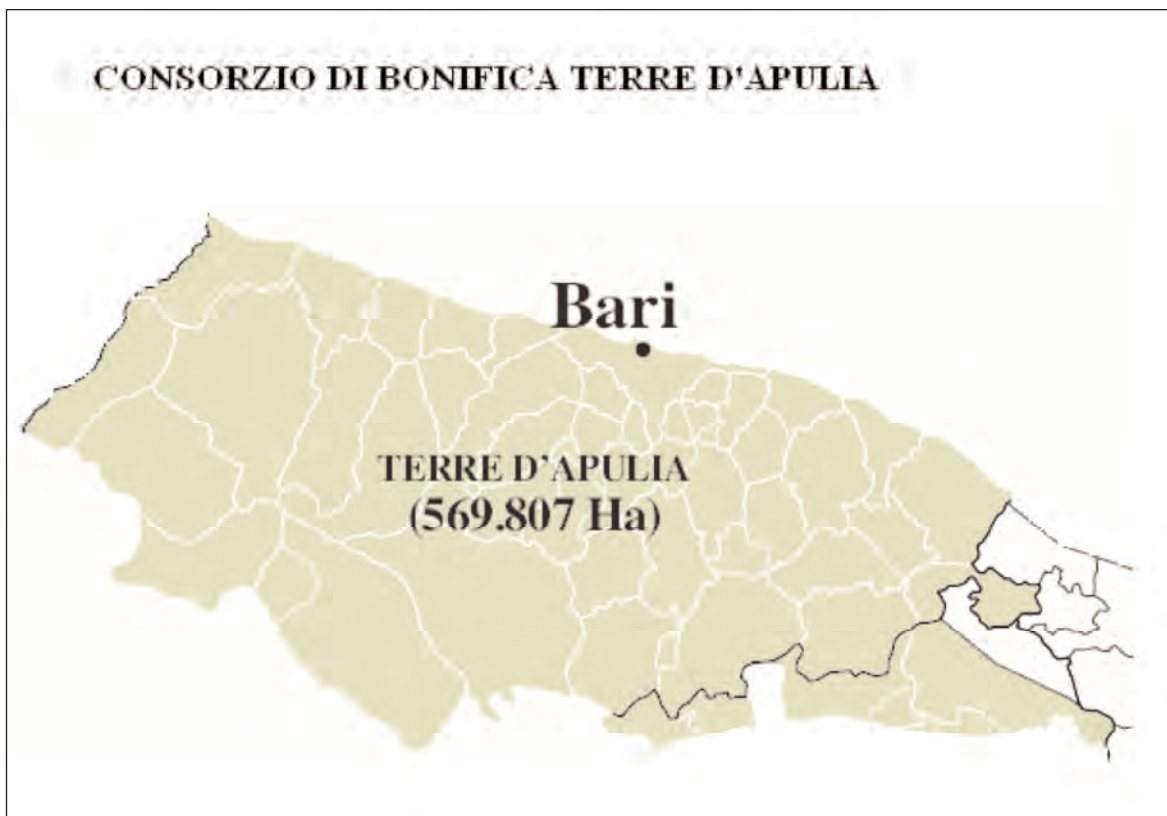 CONSORZIO DI BONIFICA TERRE D'APULIA
Bari
TERRE D’APULIA
(569.807 Ha)